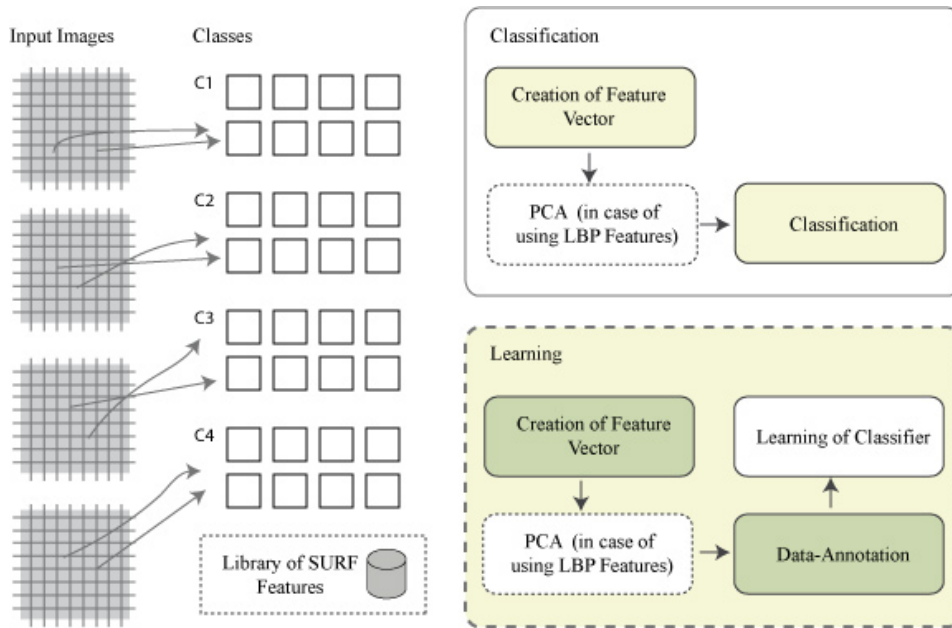 Input Images
Classes
C1
C2
C3
C4
Library of SURF
Features
Classification
Creation of Feature
Vector
PCA (in case of
using LBP Features)
Classification
Learning
Creation of Feature
Vector
Learning of Classifier
PCA (in case of
using LBP Features)
Data-Annotation